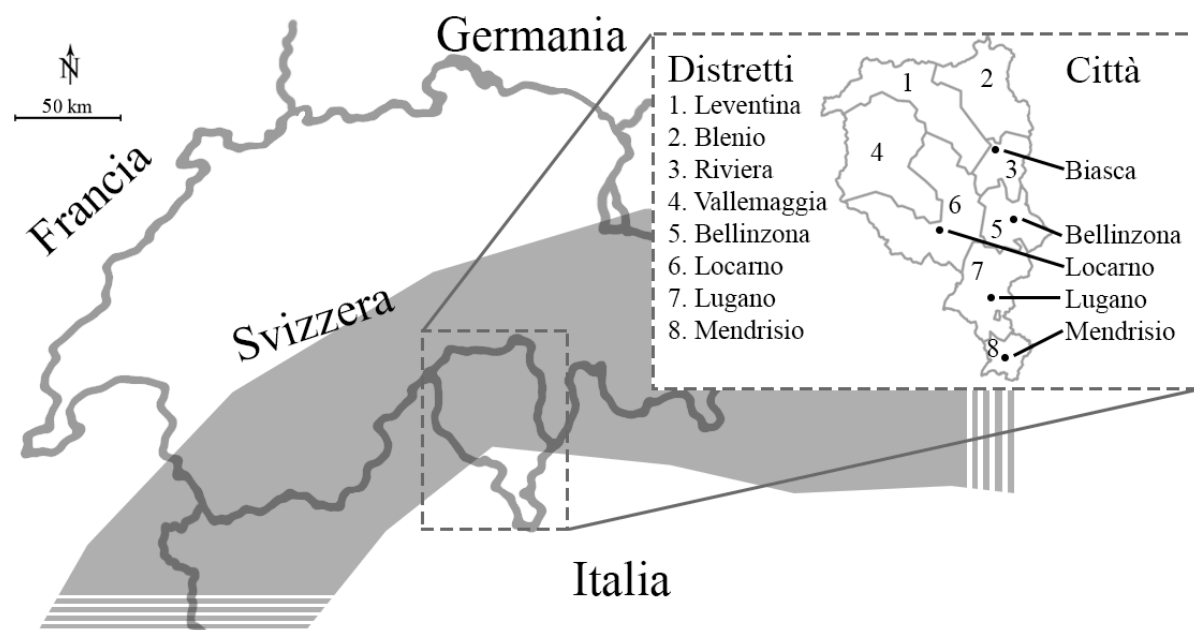 Germania
N
50 km
Francia
Svizzera
Italia
Distretti
1. Leventina
2. Blenio
3. Riviera
4. Vallemaggia
5. Bellinzona
6. Locarno
7. Lugano
8. Mendrisio
Città
1
2
3
4
5
6
7
8
Biasca
Bellinzona
Locarno
Lugano
Mendrisio